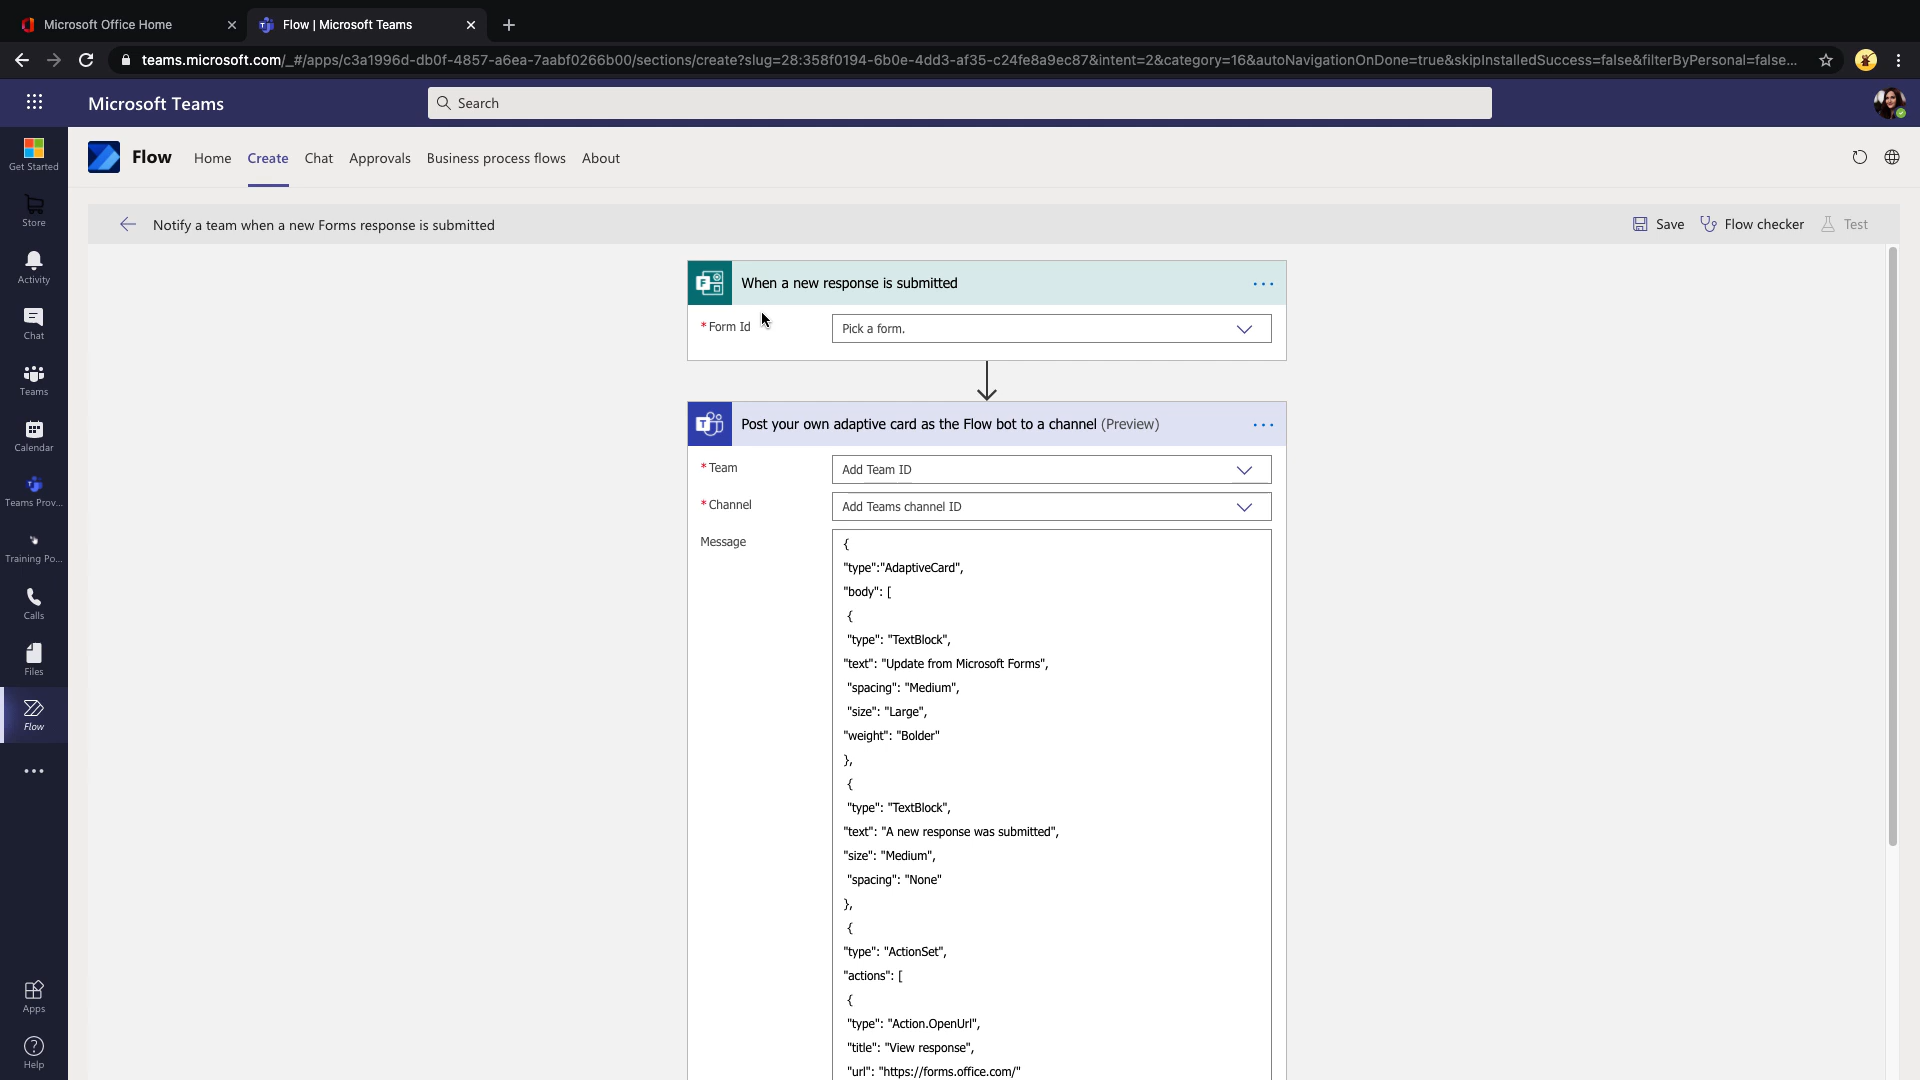 Microsoft Office Home
Flow | Microsoft Teams
teams.microsoft.com/_#/apps/c3a1996d-db0f-4857-a6ea-7aabf0266b00/sections/create?slug=28:358f0194-6b0e-4dd3-af35-c24fe8a9ec87&intent=2&category=16&autoNavigationOnDone=true&skipInstalledSuccess=false&filterByPersonal=false...
Microsoft Teams
Search
Get Started
Store
Activity
Chat
Teams
Calendar
Teams Prov...
Training Po...
Calls
Files
Flow
Apps
Help
Flow
Home
Create
Chat
Approvals
Business process flows
About
Notify a team when a new Forms response is submitted
Save
Flow checker
Test
When a new response is submitted
* Form Id
Pick a form.
Post your own adaptive card as the Flow bot to a channel (Preview)
* Team
Add Team ID
* Channel
Add Teams channel ID
Message
{
"type":"AdaptiveCard",
"body": [
{
"type": "TextBlock",
"text": "Update from Microsoft Forms",
"spacing": "Medium",
"size": "Large",
"weight": "Bolder"
},
{
"type": "TextBlock",
"text": "A new response was submitted",
"size": "Medium",
"spacing": "None"
},
{
"type": "ActionSet",
"actions": [
{
"type": "Action.OpenUrl",
"title": "View response",
"url": "https://forms.office.com/"